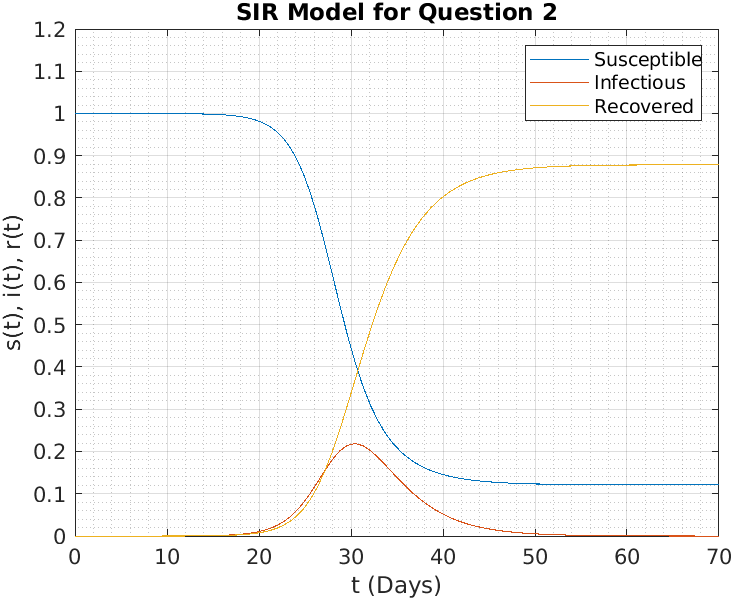 SIR Model for Question 2
1.2
1.1
1
0.9
0.8
0.7
0.6
0.5
0.4
0.3
0.2
0.1
0
s(t), i(t), r(t)
Susceptible
Infectious
Recovered
0 10 20 30 40 50 60 70
t (Days)